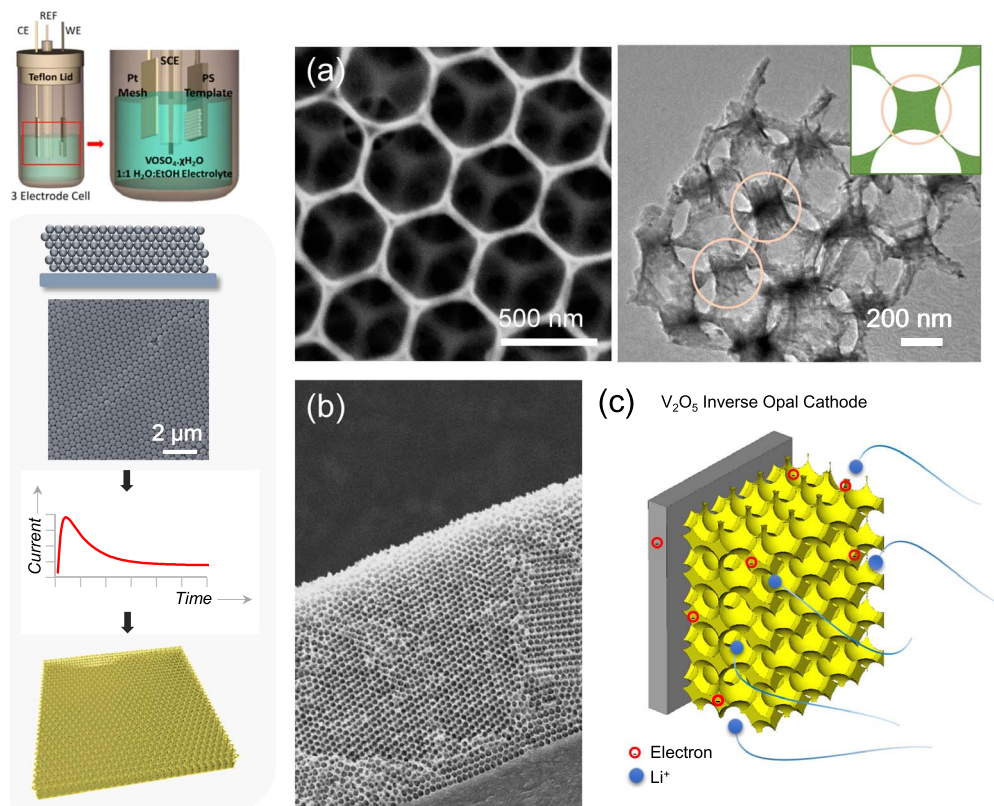 REF
CE
WE
Teflon Lid
3 Electrode Cell
SCE
Pt
Mesh
PS
Template
VOSO₄.χH₂O
1:1 H₂O:EtOH Electrolyte
2 μm
Current
Time
(a)
500 nm
200 nm
(b)
(c)
V₂O₅ Inverse Opal Cathode
Electron
Li⁺